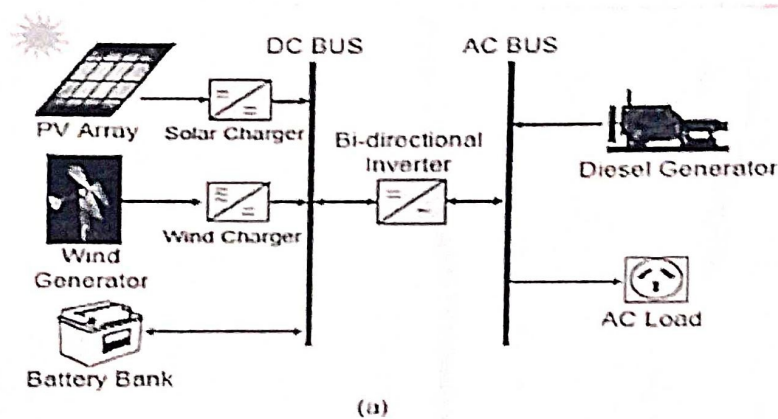 DC BUS
AC BUS
PV Array
Solar Charger
Bi-directional
Inverter
Diesel Generator
Wind Charger
Wind
Generator
AC Load
Battery Bank
(a)